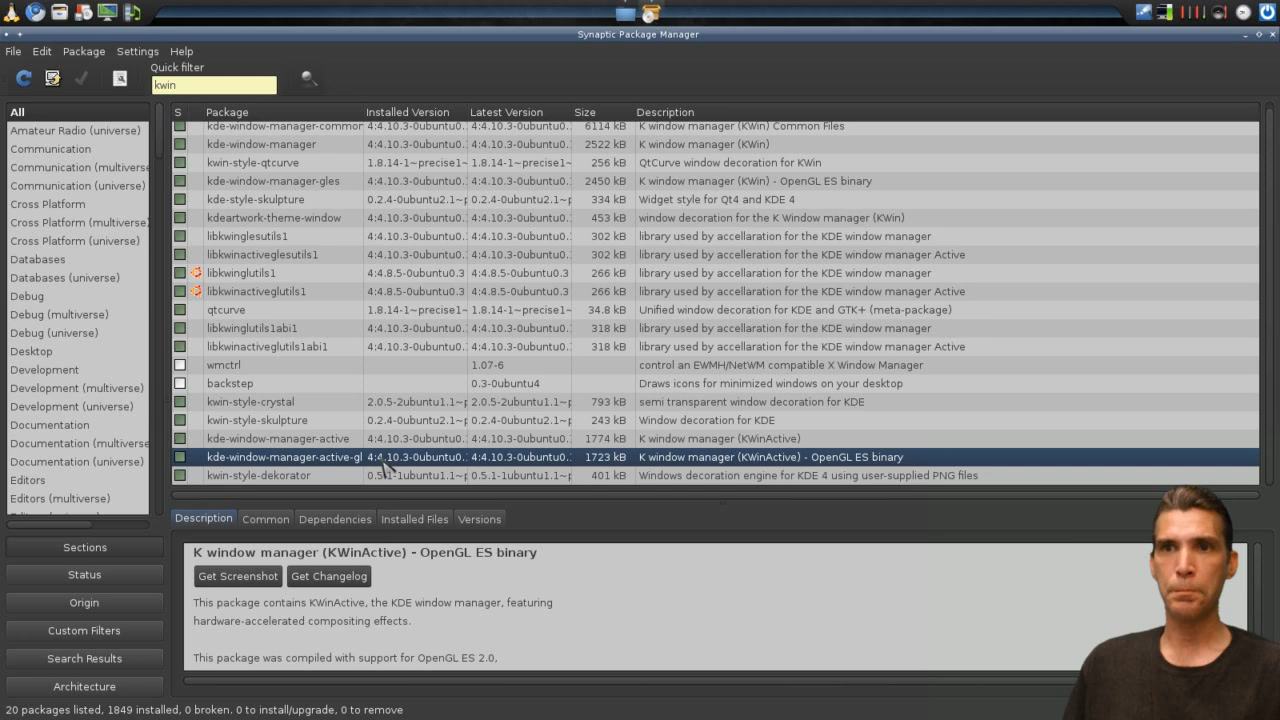 Synaptic Package Manager
File Edit Package Settings Help
Quick filter
kwin
All
Amateur Radio (universe)
Communication
Communication (multiverse
Communication (universe)
Cross Platform
Cross Platform (multiverse)
Cross Platform (universe)
Databases
Databases (universe)
Debug
Debug (multiverse)
Debug (universe)
Desktop
Development
Development (multiverse)
Development (universe)
Documentation
Documentation (multiverse
Documentation (universe)
Editors
Editors (multiverse)
Sections
Status
Origin
Custom Filters
Search Results
Architecture
S Package Installed Version Latest Version Size Description
kde-window-manager-common 4:4.10.3-0ubuntu0. 4:4.10.3-0ubuntu0. 6114 kB K window manager (KWin) Common Files
kde-window-manager 4:4.10.3-0ubuntu0. 4:4.10.3-0ubuntu0. 2522 kB K window manager (KWin)
kwin-style-qtcurve 1.8.14-1~precise1~ 1.8.14-1~precise1~ 256 kB QtCurve window decoration for KWin
kde-window-manager-gles 4:4.10.3-0ubuntu0. 4:4.10.3-0ubuntu0. 2450 kB K window manager (KWin) - OpenGL ES binary
kde-style-skulpture 0.2.4-0ubuntu2.1~p 0.2.4-0ubuntu2.1~p 334 kB Widget style for Qt4 and KDE 4
kdeartwork-theme-window 4:4.10.3-0ubuntu0. 4:4.10.3-0ubuntu0. 453 kB window decoration for the K Window manager (KWin)
libkwinglesutils1 4:4.10.3-0ubuntu0. 4:4.10.3-0ubuntu0. 302 kB library used by accellaration for the KDE window manager
libkwinactiveglesutils1 4:4.10.3-0ubuntu0. 4:4.10.3-0ubuntu0. 302 kB library used by accellaration for the KDE window manager Active
libkwinglutils1 4:4.8.5-0ubuntu0.3 4:4.8.5-0ubuntu0.3 266 kB library used by accellaration for the KDE window manager
libkwinactiveglutils1 4:4.8.5-0ubuntu0.3 4:4.8.5-0ubuntu0.3 266 kB library used by accellaration for the KDE window manager Active
qtcurve 1.8.14-1~precise1~ 1.8.14-1~precise1~ 34.8 kB Unified window decoration for KDE and GTK+ (meta-package)
libkwinglutils1abi1 4:4.10.3-0ubuntu0. 4:4.10.3-0ubuntu0. 318 kB library used by accellaration for the KDE window manager
libkwinactiveglutils1abi1 4:4.10.3-0ubuntu0. 4:4.10.3-0ubuntu0. 318 kB library used by accellaration for the KDE window manager Active
wmctrl 1.07-6 control an EWMH/NetWM compatible X Window Manager
backstep 0.3-0ubuntu4 Draws icons for minimized windows on your desktop
kwin-style-crystal 2.0.5-2ubuntu1.1~p 2.0.5-2ubuntu1.1~p 793 kB semi transparent window decoration for KDE
kwin-style-skulpture 0.2.4-0ubuntu2.1~p 0.2.4-0ubuntu2.1~p 243 kB Window decoration for KDE
kde-window-manager-active 4:4.10.3-0ubuntu0. 4:4.10.3-0ubuntu0. 1774 kB K window manager (KWinActive)
kde-window-manager-active-gl 4:4.10.3-0ubuntu0. 4:4.10.3-0ubuntu0. 1723 kB K window manager (KWinActive) - OpenGL ES binary
kwin-style-dekorator 0.5.1-1ubuntu1.1~p 0.5.1-1ubuntu1.1~p 401 kB Windows decoration engine for KDE 4 using user-supplied PNG files
Description Common Dependencies Installed Files Versions
K window manager (KWinActive) - OpenGL ES binary
Get Screenshot Get Changelog
This package contains KWinActive, the KDE window manager, featuring
hardware-accelerated compositing effects.
This package was compiled with support for OpenGL ES 2.0,
20 packages listed, 1849 installed, 0 broken. 0 to install/upgrade, 0 to remove